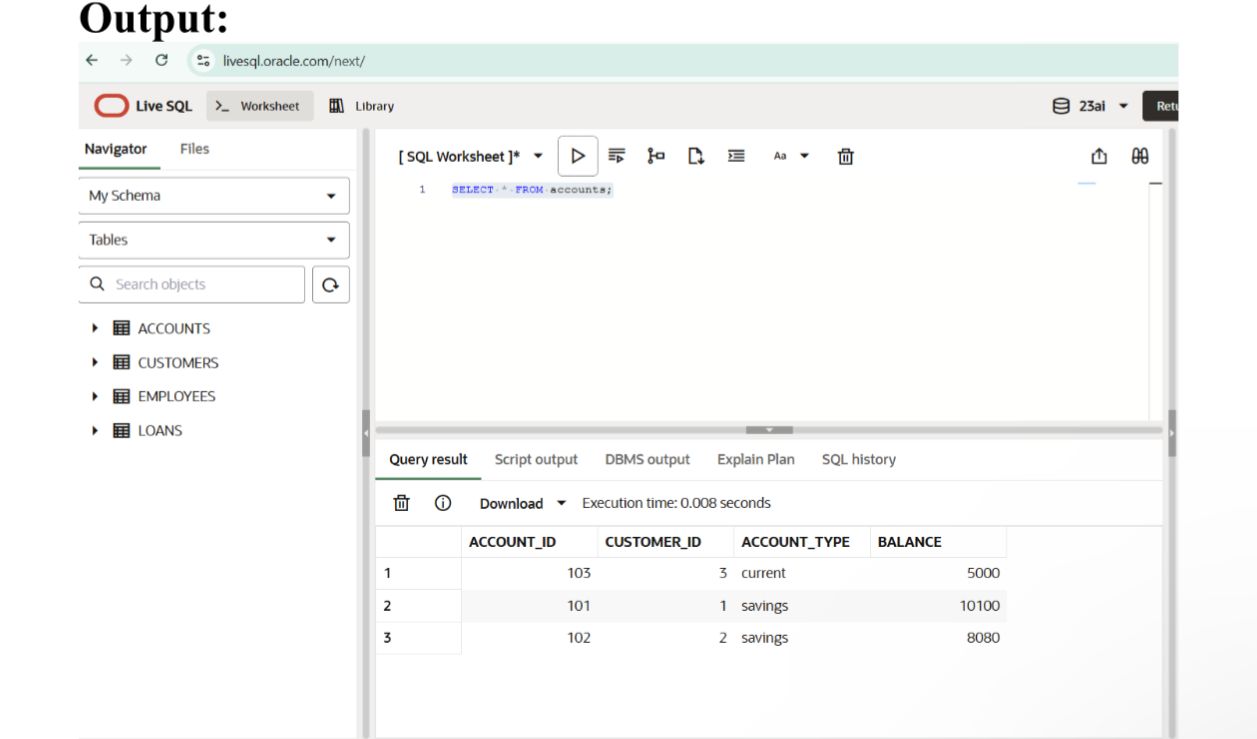 Output:
livesql.oracle.com/next/
Live SQL >_ Worksheet Library 23ai
Navigator Files
[ SQL Worksheet ]* Aa
My Schema
1 SELECT * FROM accounts;
Tables
Search objects
ACCOUNTS
CUSTOMERS
EMPLOYEES
LOANS
Query result Script output DBMS output Explain Plan SQL history
Download Execution time: 0.008 seconds
ACCOUNT_ID CUSTOMER_ID ACCOUNT_TYPE BALANCE
1 103 3 current 5000
2 101 1 savings 10100
3 102 2 savings 8080